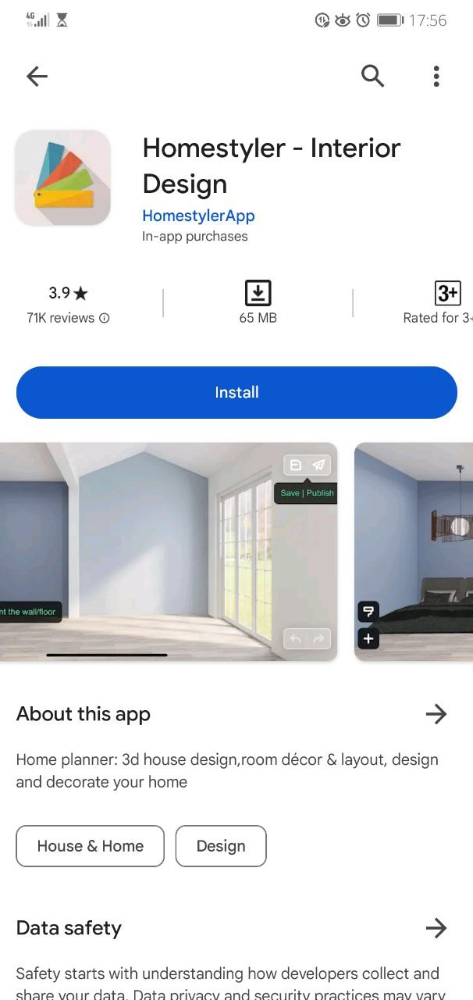 4G 17:56
Homestyler - Interior
Design
HomestylerApp
In-app purchases
3.9★
71K reviews
65 MB
3+
Rated for 3+
Install
Save | Publish
nt the wall/floor
About this app
Home planner: 3d house design,room décor & layout, design
and decorate your home
House & Home
Design
Data safety
Safety starts with understanding how developers collect and
share your data. Data privacy and security practices may vary